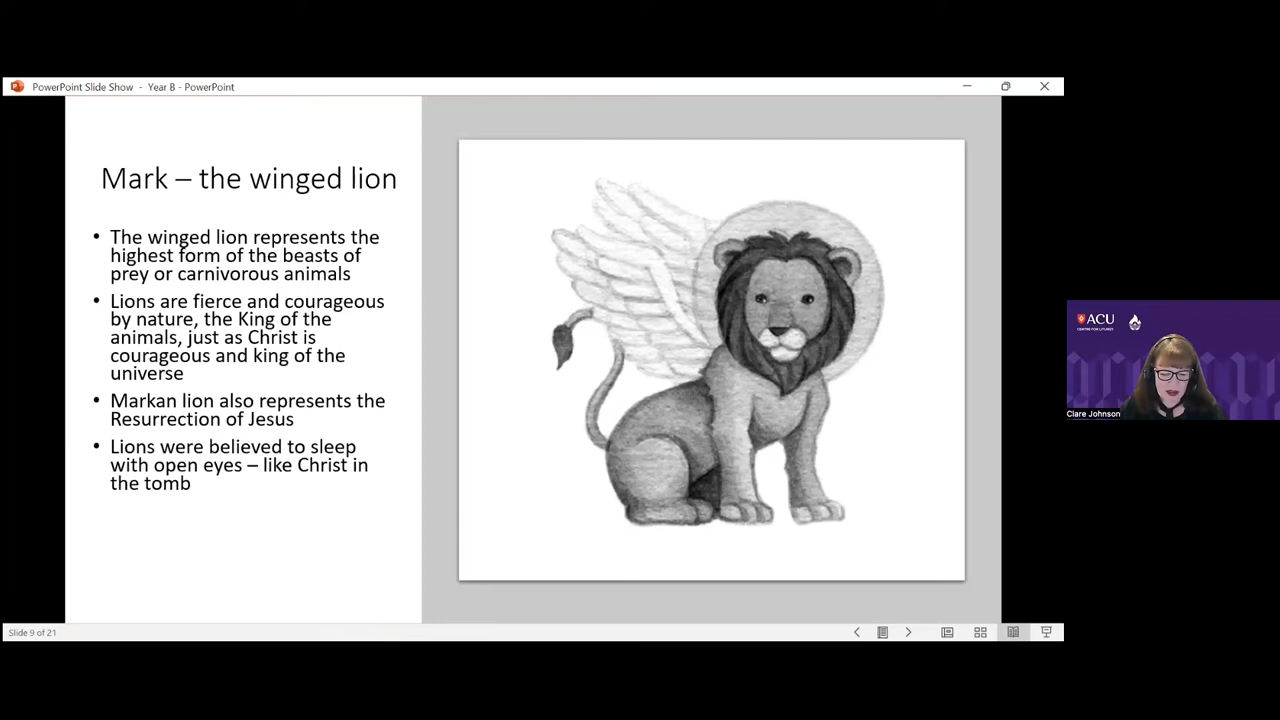 PowerPoint Slide Show - Year B - PowerPoint
Mark – the winged lion
• The winged lion represents the
highest form of the beasts of
prey or carnivorous animals
• Lions are fierce and courageous
by nature, the King of the
animals, just as Christ is
courageous and king of the
universe
• Markan lion also represents the
Resurrection of Jesus
• Lions were believed to sleep
with open eyes – like Christ in
the tomb
Slide 9 of 21
ACU
CENTRE FOR LITURGY
Clare Johnson